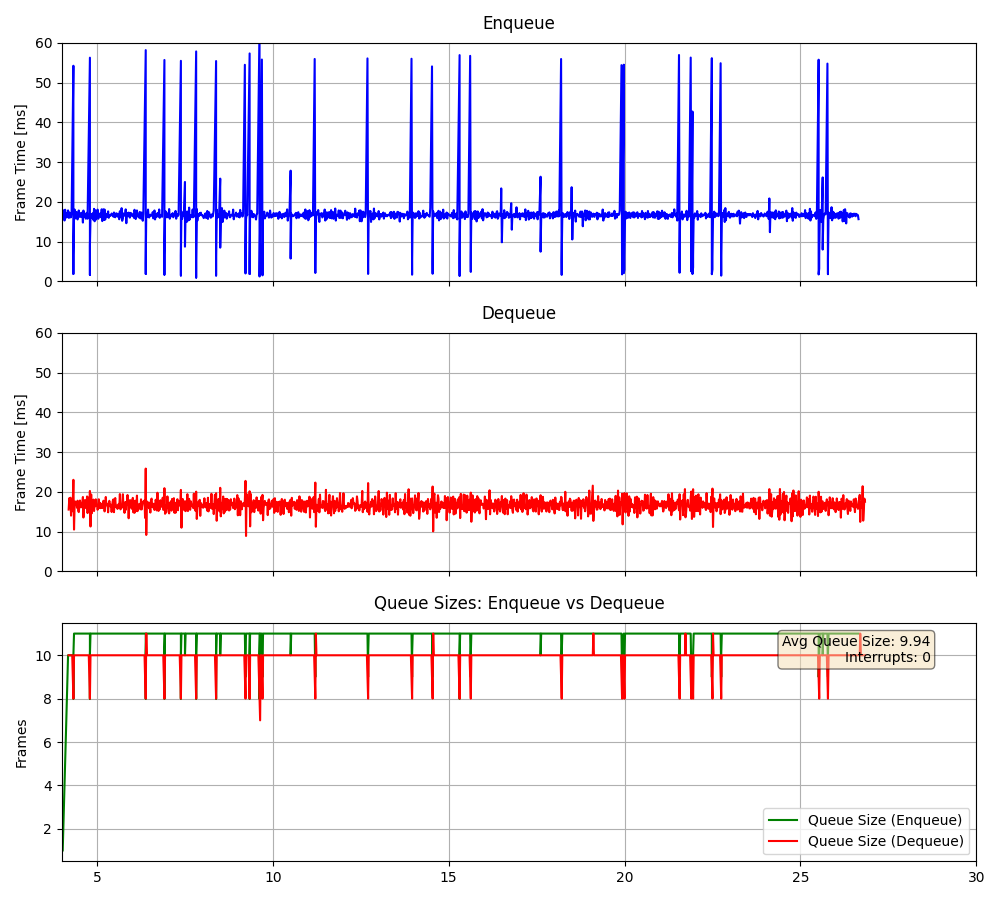 Enqueue
60
50
40
30
20
10
0
Frame Time [ms]
Dequeue
60
50
40
30
20
10
0
Frame Time [ms]
Queue Sizes: Enqueue vs Dequeue
10
8
6
4
2
Frames
Avg Queue Size: 9.94
Interrupts: 0
Queue Size (Enqueue)
Queue Size (Dequeue)
5 10 15 20 25 30